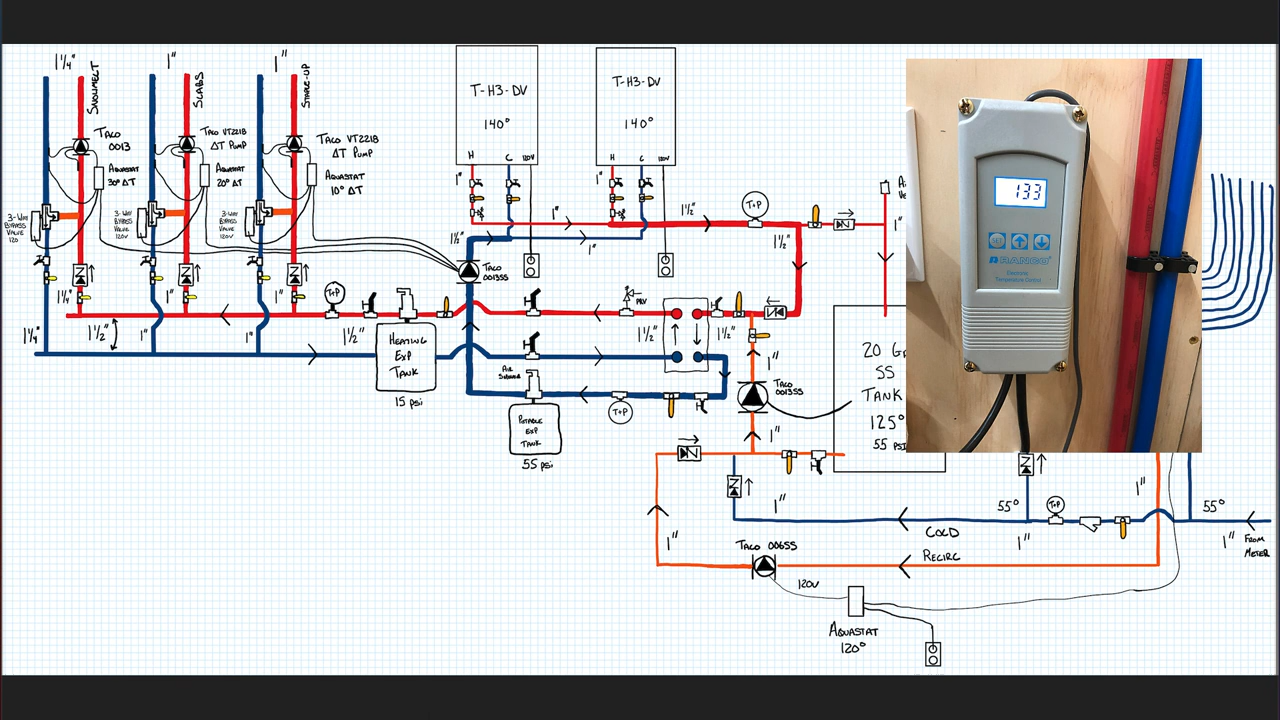 1¼"
SNOWMELT
1"
SLABS
1"
STAPLE-UP
TACO
0013
TACO VT221B
ΔT PUMP
TACO VT221B
ΔT PUMP
AQUASTAT
30° ΔT
AQUASTAT
20° ΔT
AQUASTAT
10° ΔT
3-WAY
BYPASS
VALVE
120
3-WAY
BYPASS
VALVE
120V
3-WAY
BYPASS
VALVE
120V
1¼"
1½"
1¼"
1"
1"
T+P
1½"
HEATING
EXP
TANK
15 PSI
T-H3-DV
140°
H
C
120V
1"
T-H3-DV
140°
H
C
120V
1"
1½"
1"
1½"
TACO
0013SS
T+P
1½"
1"
PRV
1½"
1½"
AIR
POTABLE
EXP
TANK
55 PSI
T+P
1"
TACO
0013SS
1"
20
SS
TANK
125°
55 PSI
133
SET
RANCO
Electronic
Temperature Control
1"
TACO 006SS
120V
AQUASTAT
120°
1"
COLD
RECIRC
55°
T+P
1"
1"
55°
1"
FROM
METER